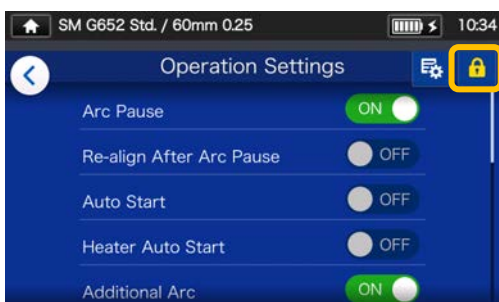 SM G652 Std. / 60mm 0.25 10:34
Operation Settings
Arc Pause ON
Re-align After Arc Pause OFF
Auto Start OFF
Heater Auto Start OFF
Additional Arc ON